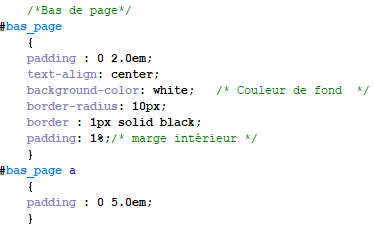 /*Bas de page*/
#bas_page
{
padding : 0 2.0em;
text-align: center;
background-color: white; /* Couleur de fond */
border-radius: 10px;
border : 1px solid black;
padding: 1%;/* marge intérieur */
}
#bas_page a
{
padding : 0 5.0em;
}